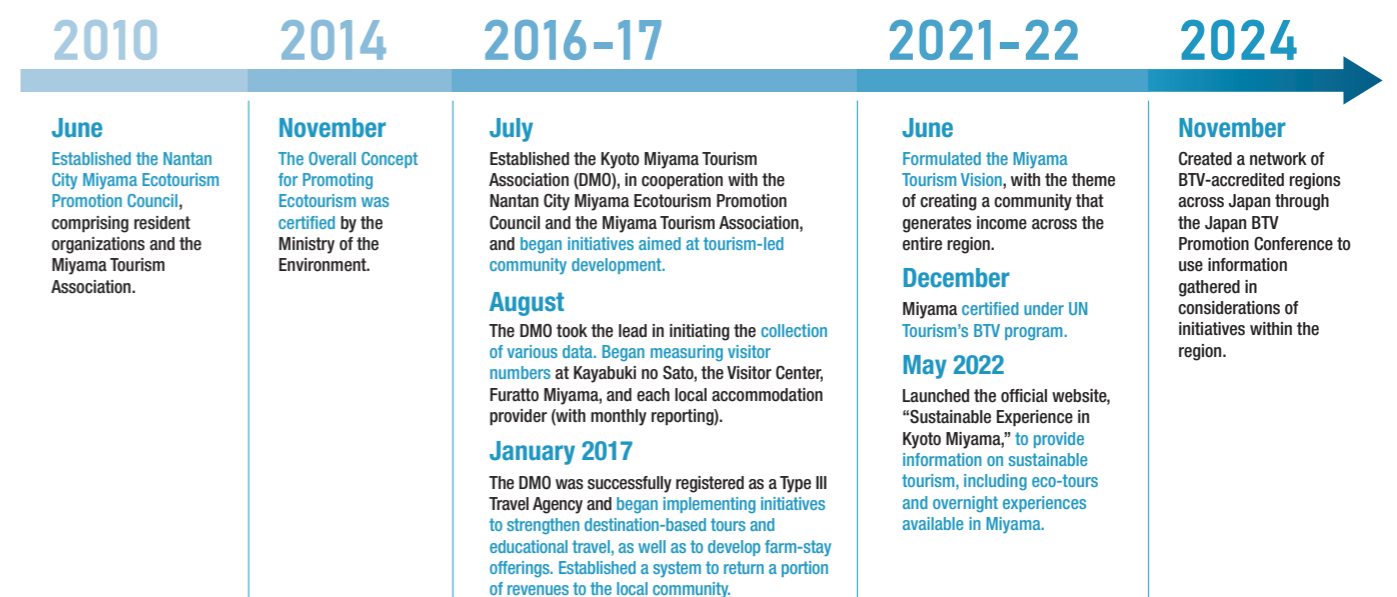 2010
June
Established the Nantan
City Miyama Ecotourism
Promotion Council,
comprising resident
organizations and the
Miyama Tourism
Association.
2014
November
The Overall Concept
for Promoting
Ecotourism was
certified by the
Ministry of the
Environment.
2016-17
July
Established the Kyoto Miyama Tourism
Association (DMO), in cooperation with the
Nantan City Miyama Ecotourism Promotion
Council and the Miyama Tourism Association,
and began initiatives aimed at tourism-led
community development.
August
The DMO took the lead in initiating the collection
of various data. Began measuring visitor
numbers at Kayabuki no Sato, the Visitor Center,
Furatto Miyama, and each local accommodation
provider (with monthly reporting).
January 2017
The DMO was successfully registered as a Type III
Travel Agency and began implementing initiatives
to strengthen destination-based tours and
educational travel, as well as to develop farm-stay
offerings. Established a system to return a portion
of revenues to the local community.
2021-22
June
Formulated the Miyama
Tourism Vision, with the theme
of creating a community that
generates income across the
entire region.
December
Miyama certified under UN
Tourism's BTV program.
May 2022
Launched the official website,
“Sustainable Experience in
Kyoto Miyama,” to provide
information on sustainable
tourism, including eco-tours
and overnight experiences
available in Miyama.
2024
November
Created a network of
BTV-accredited regions
across Japan through
the Japan BTV
Promotion Conference to
use information
gathered in
considerations of
initiatives within the
region.